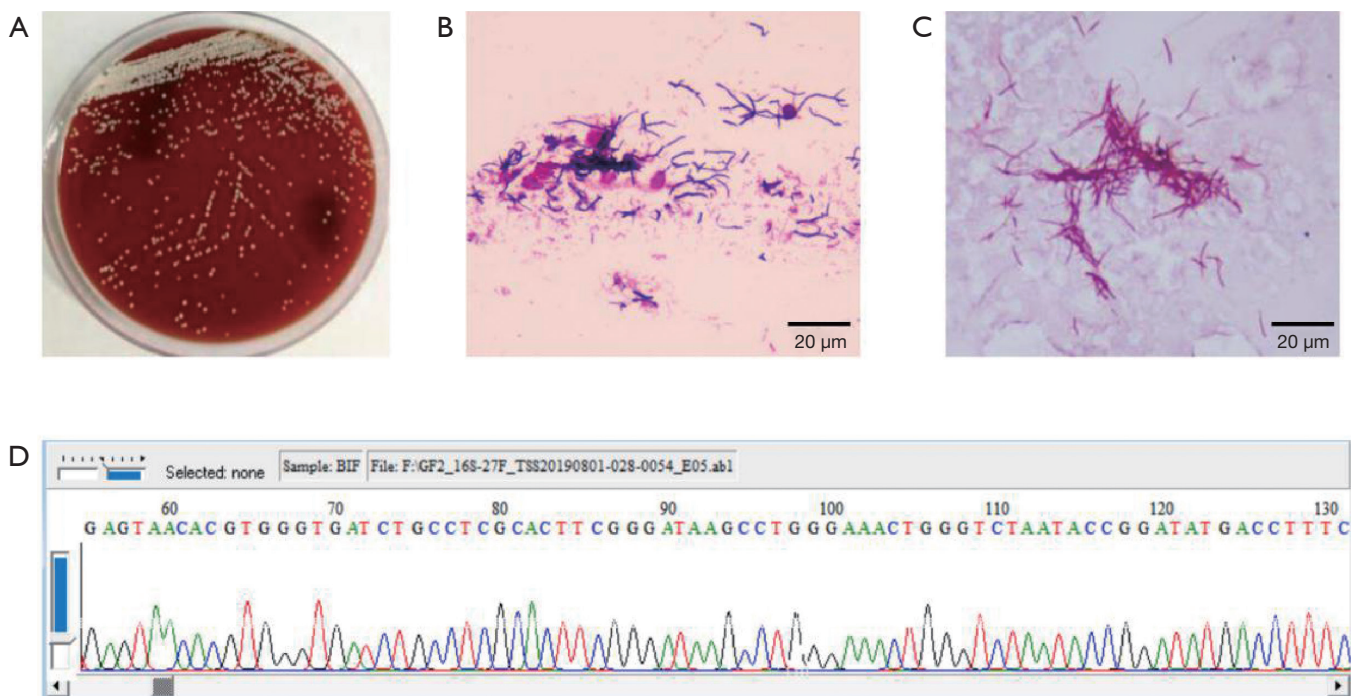 A
B
C
20 µm
20 µm
D
Selected: none
Sample: BIF
File: F:\GF2_16S-27F_TSS20190801-028-0054_E05.ab1
60 70 80 90 100 110 120 130
GAGTAACACGTGGGTGATCTGCCTCGCACTTCGGGATAAGCCTGGGAAACTGGGTCTAATACCGGATATGACCTTTC